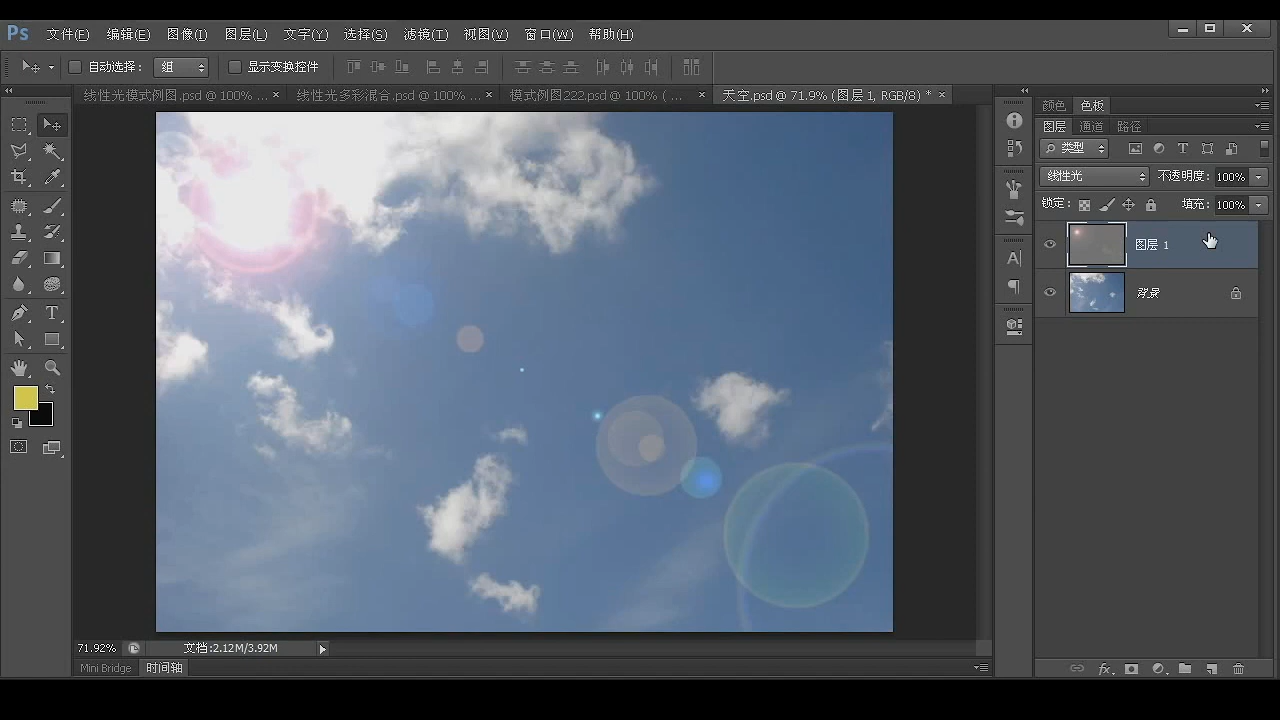 Ps 文件(F) 编辑(E) 图像(I) 图层(L) 文字(Y) 选择(S) 滤镜(T) 视图(V) 窗口(W) 帮助(H)
自动选择： 组 显示变换控件
线性光模式例图.psd @ 100% ... × 线性光多彩混合.psd @ 100% ... × 模式例图222.psd @ 100% ( ... × 天空.psd @ 71.9% (图层 1, RGB/8) * ×
颜色 色板
图层 通道 路径
类型
线性光 不透明度： 100%
锁定： 填充： 100%
图层 1
背景
71.92% 文档:2.12M/3.92M
Mini Bridge 时间轴